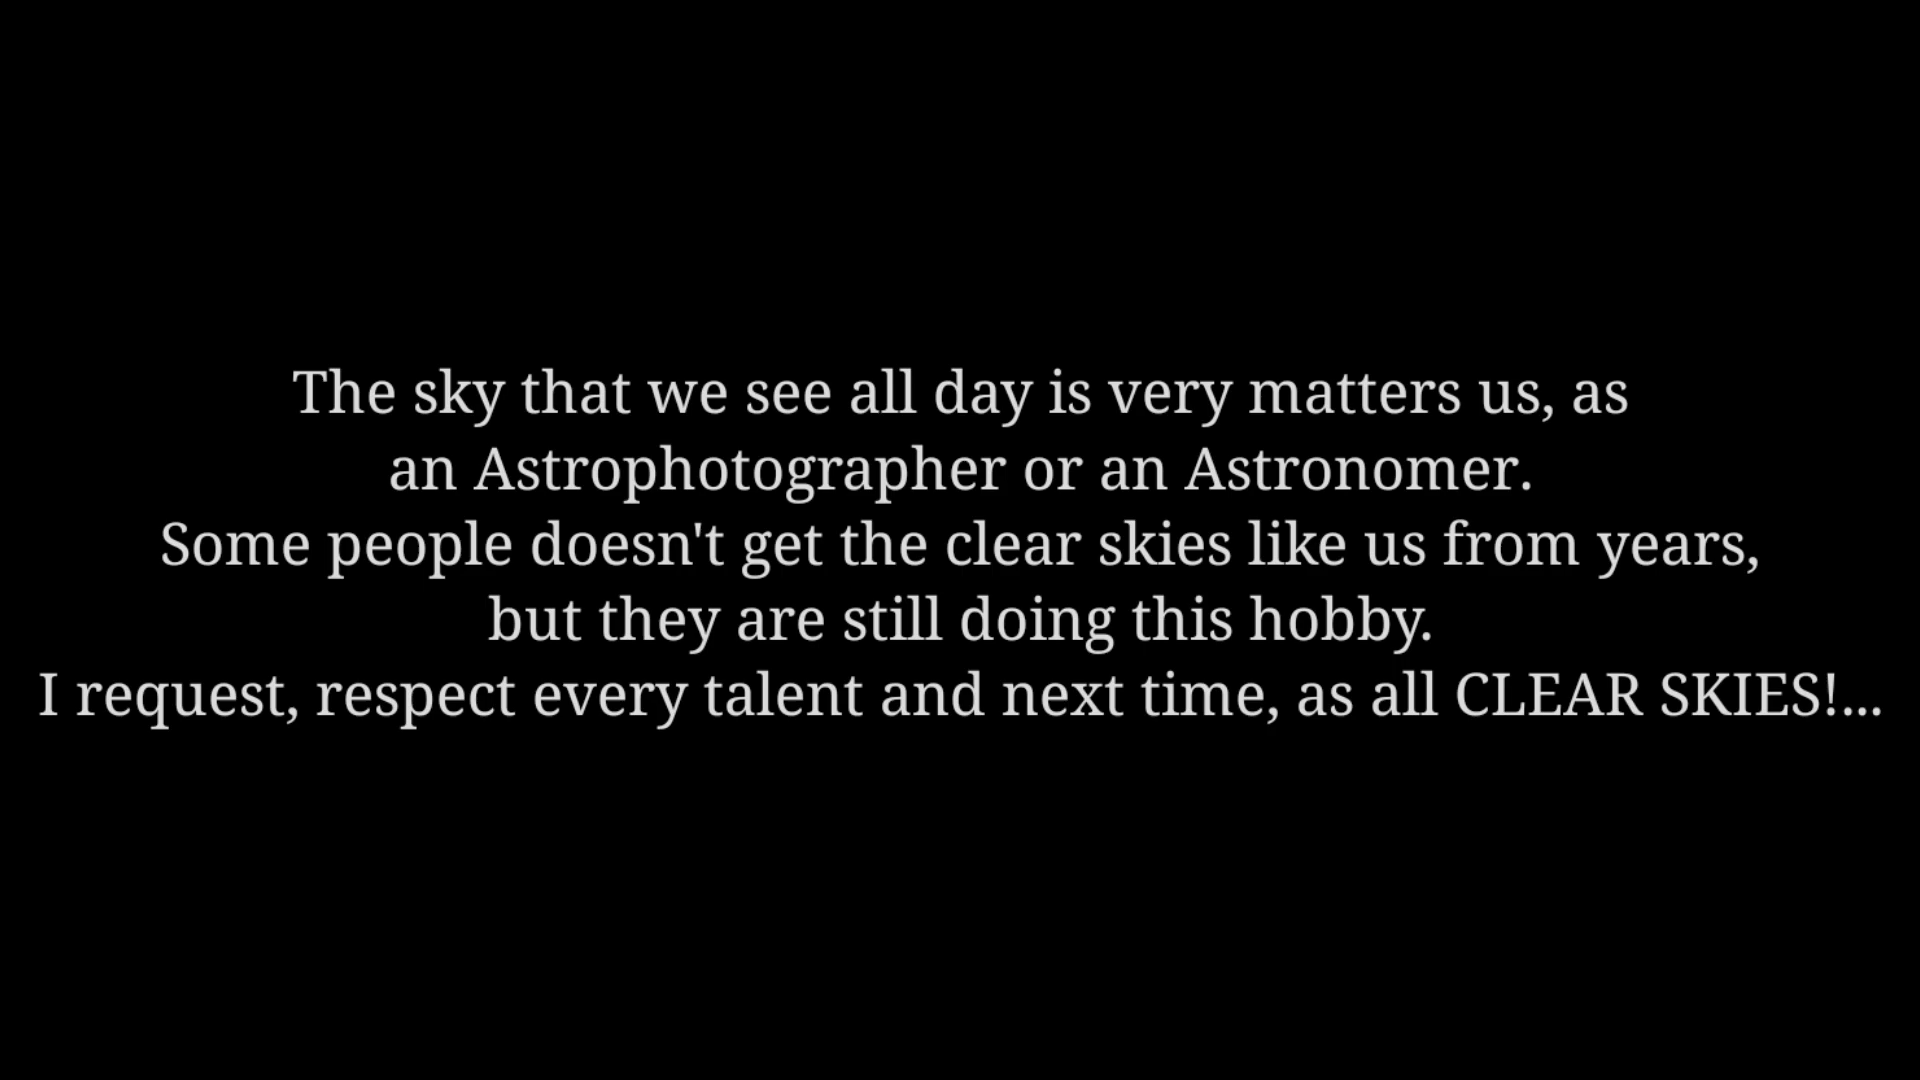 The sky that we see all day is very matters us, as
an Astrophotographer or an Astronomer.
Some people doesn't get the clear skies like us from years,
but they are still doing this hobby.
I request, respect every talent and next time, as all CLEAR SKIES!...